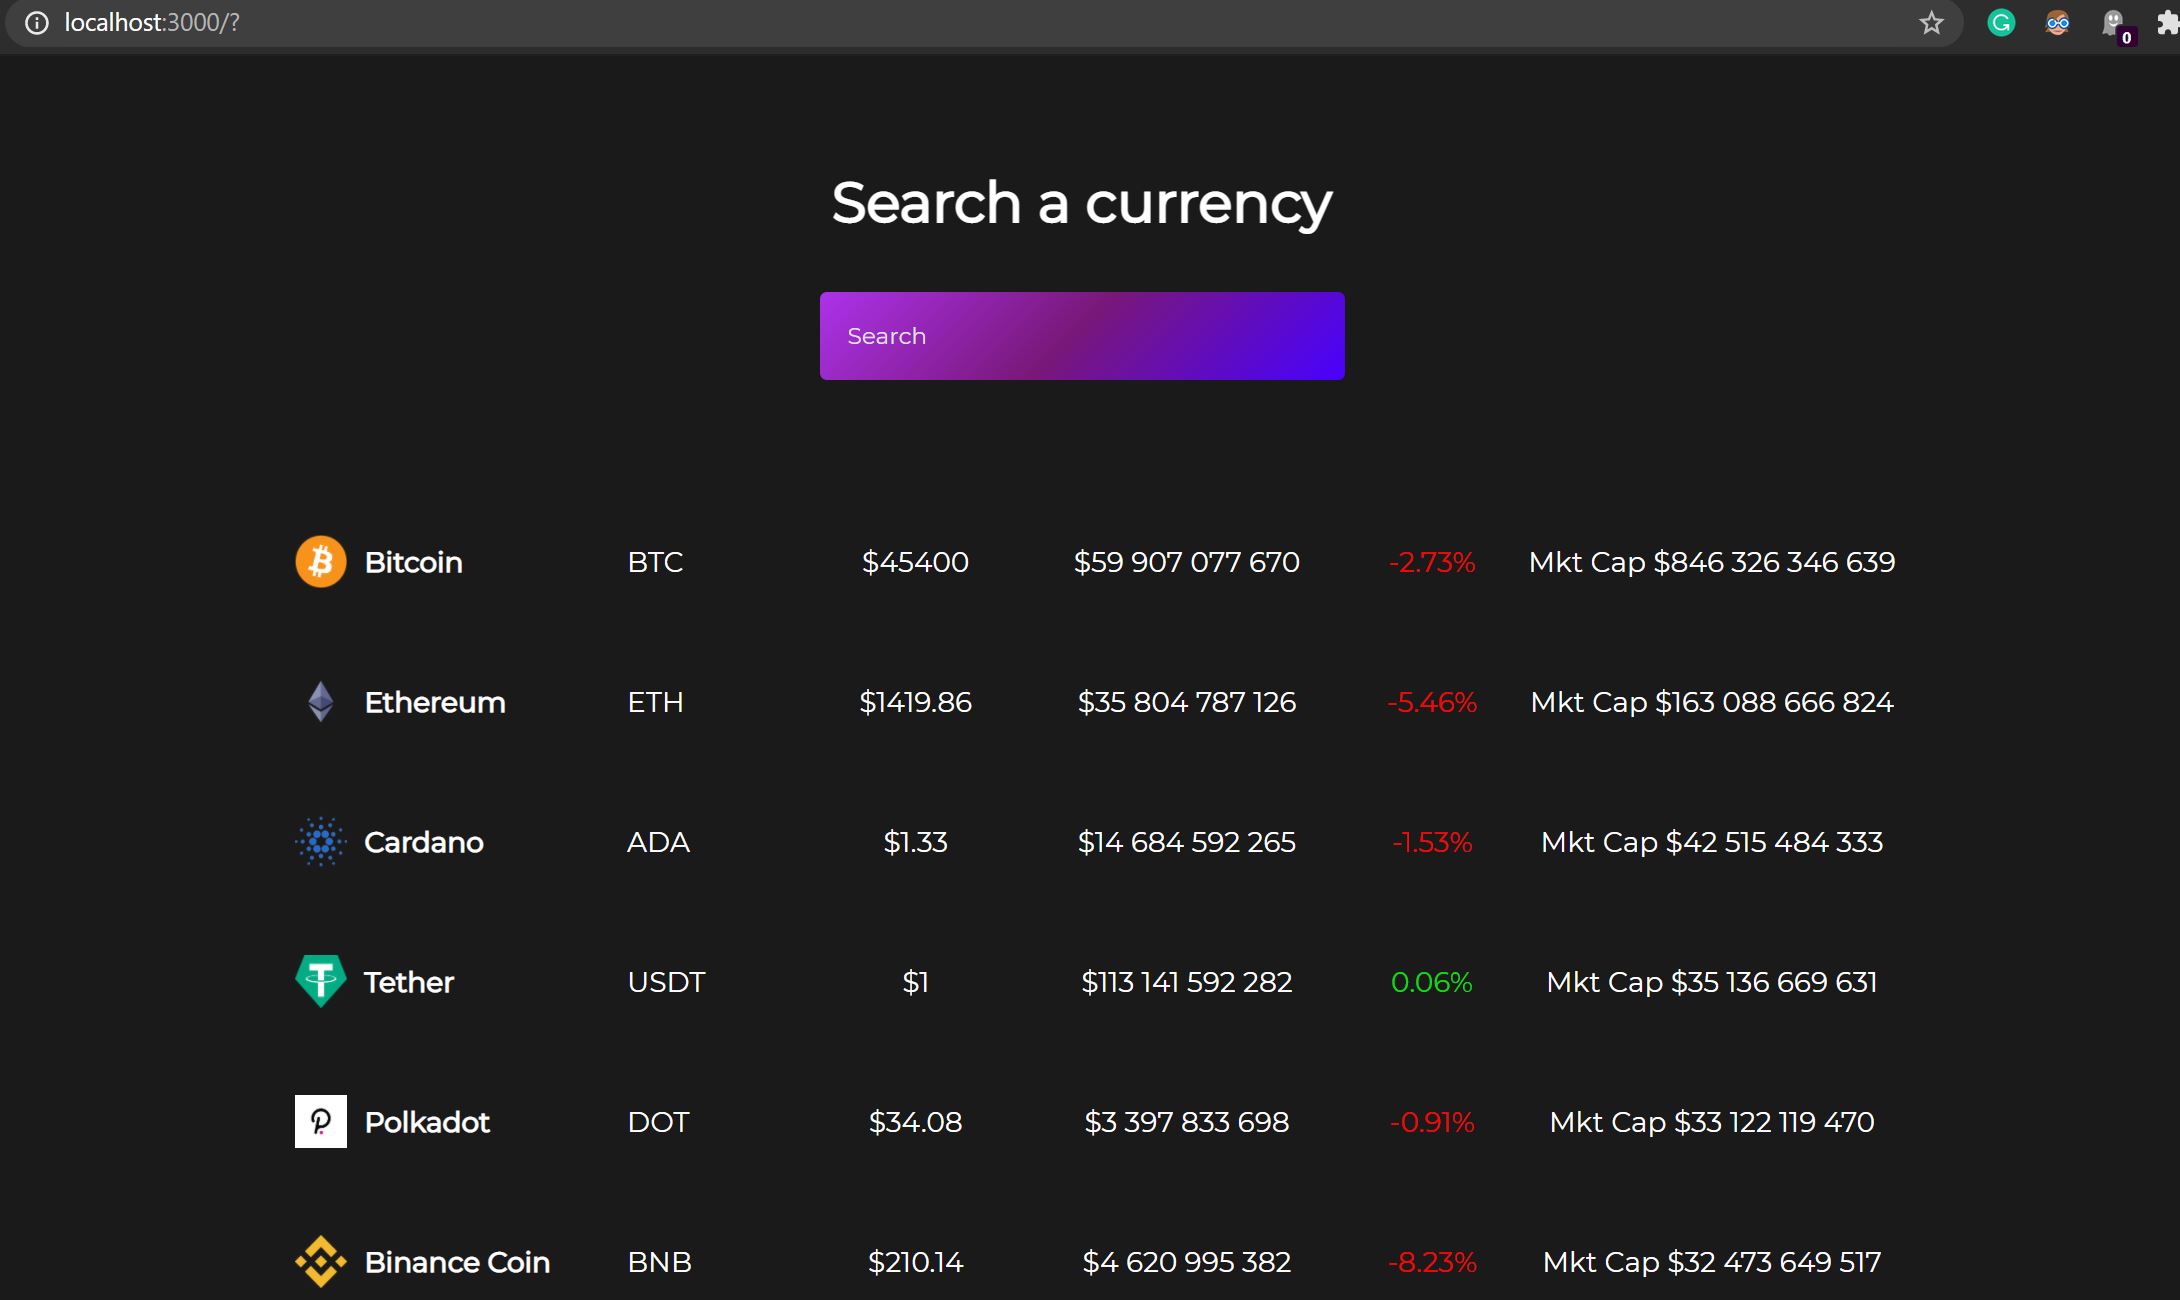 localhost:3000/?
0
Search a currency
Search
Bitcoin BTC $45400 $59 907 077 670 -2.73% Mkt Cap $846 326 346 639
Ethereum ETH $1419.86 $35 804 787 126 -5.46% Mkt Cap $163 088 666 824
Cardano ADA $1.33 $14 684 592 265 -1.53% Mkt Cap $42 515 484 333
Tether USDT $1 $113 141 592 282 0.06% Mkt Cap $35 136 669 631
Polkadot DOT $34.08 $3 397 833 698 -0.91% Mkt Cap $33 122 119 470
Binance Coin BNB $210.14 $4 620 995 382 -8.23% Mkt Cap $32 473 649 517